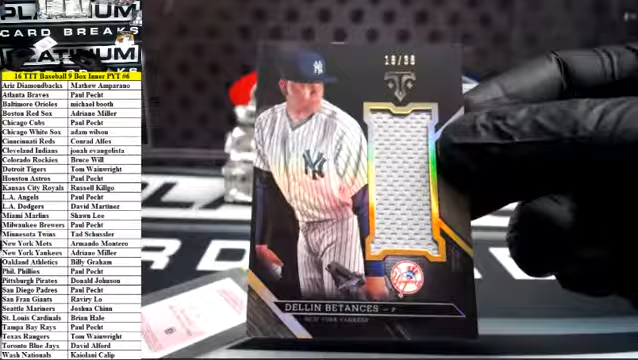 PLATINUM
CARD BREAKS
PLATINUM
16 TTT Baseball 9 Box Inner PYT #6
Ariz Diamondbacks Mathew Amparano
Atlanta Braves Paul Pecht
Baltimore Orioles michael booth
Boston Red Sox Adriane Miller
Chicago Cubs Paul Pecht
Chicago White Sox adam wilson
Cincinnati Reds Conrad Allex
Cleveland Indians jonah evangelista
Colorado Rockies Bruce Will
Detroit Tigers Tom Wainwright
Houston Astros Paul Pecht
Kansas City Royals Russell Killgo
L.A. Angels Paul Pecht
L.A. Dodgers David Martinez
Miami Marlins Shawn Lee
Milwaukee Brewers Paul Pecht
Minnesota Twins Tad Schussler
New York Mets Armando Montero
New York Yankees Adriane Miller
Oakland Athletics Billy Graham
Phil. Phillies Paul Pecht
Pittsburgh Pirates Donald Johnson
San Diego Padres Paul Pecht
San Fran Giants Raviry Lo
Seattle Mariners Joshua Chinn
St. Louis Cardinals Brian Hale
Tampa Bay Rays Paul Pecht
Texas Rangers Tom Wainwright
Toronto Blue Jays David Alford
Wash Nationals Kaiolani Calip
DELLIN BETANCES - P
NEW YORK YANKEES